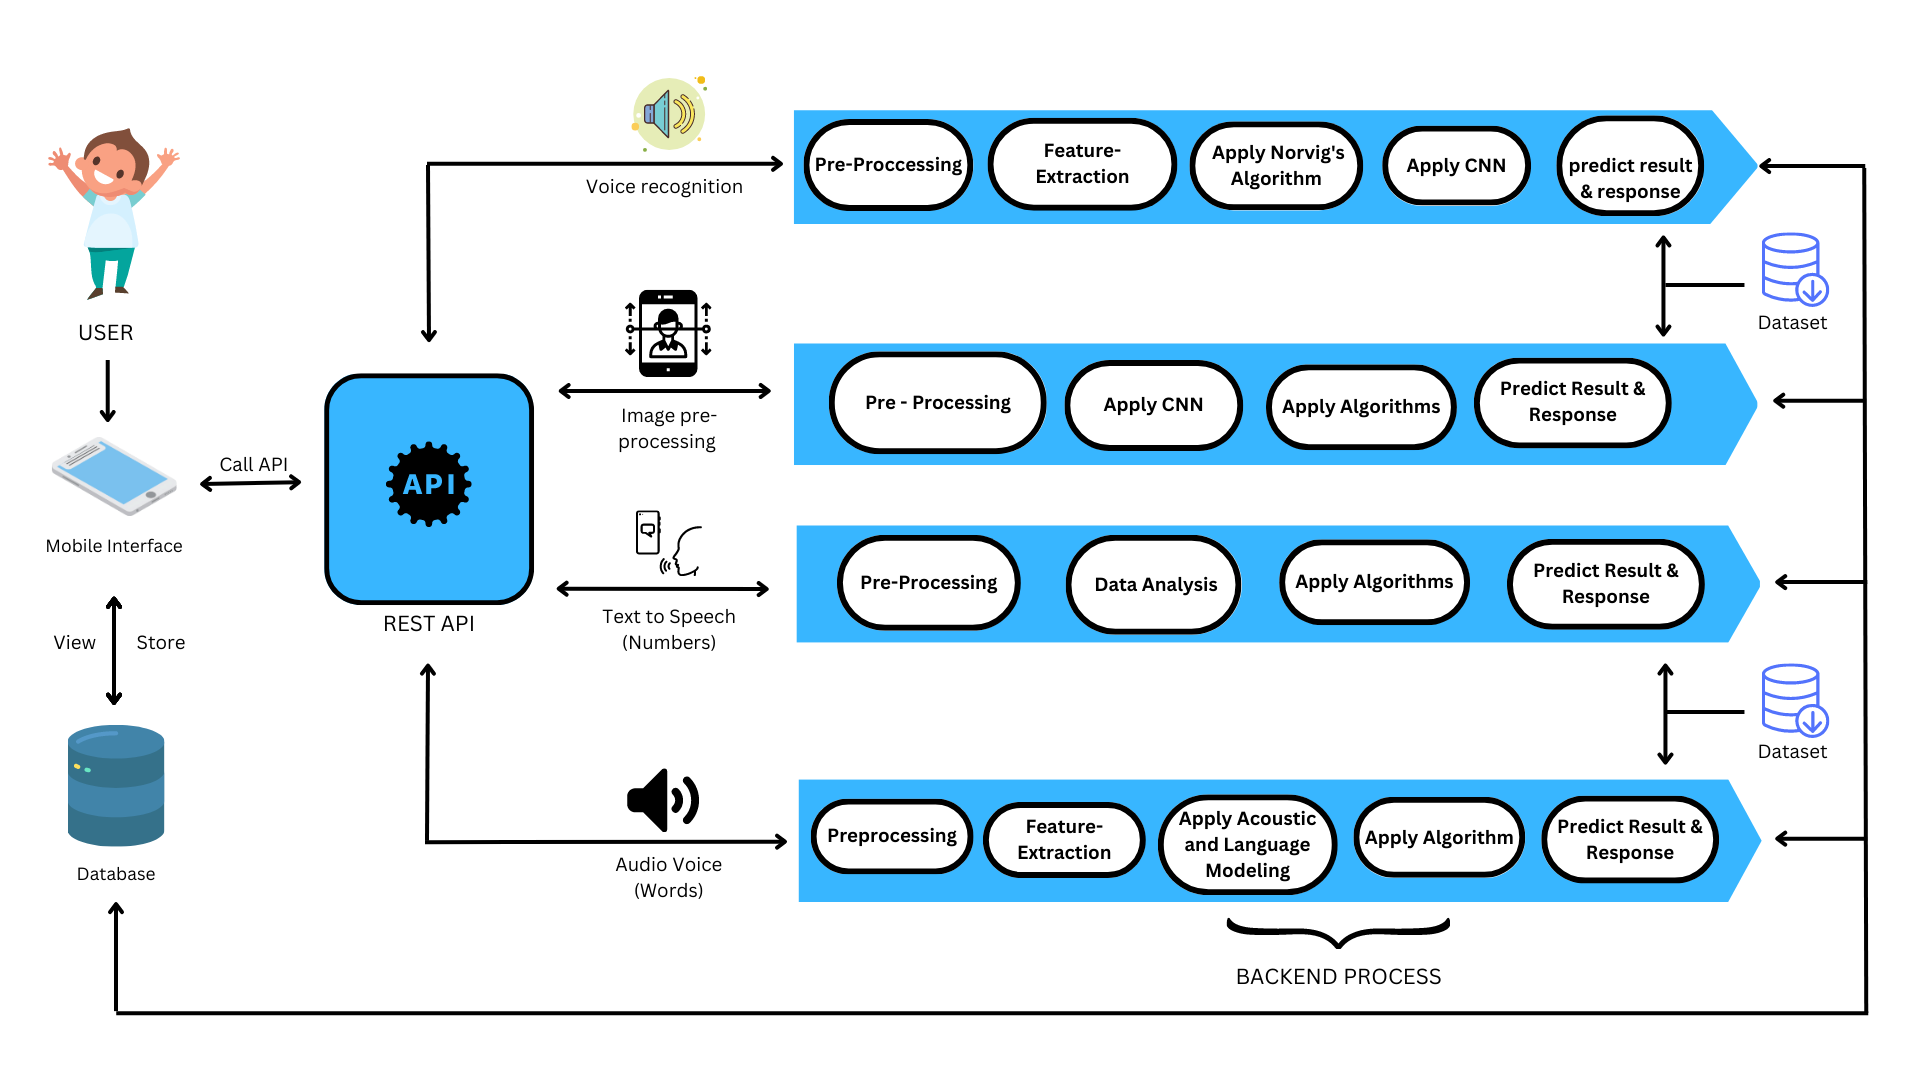 USER
Call API
Mobile Interface
View
Store
Database
API
REST API
Voice recognition
Pre-Proccessing
Feature-
Extraction
Apply Norvig's
Algorithm
Apply CNN
predict result
& response
Dataset
Image pre-
processing
Pre - Processing
Apply CNN
Apply Algorithms
Predict Result &
Response
Text to Speech
(Numbers)
Pre-Processing
Data Analysis
Apply Algorithms
Predict Result &
Response
Dataset
Audio Voice
(Words)
Preprocessing
Feature-
Extraction
Apply Acoustic
and Language
Modeling
Apply Algorithm
Predict Result &
Response
BACKEND PROCESS